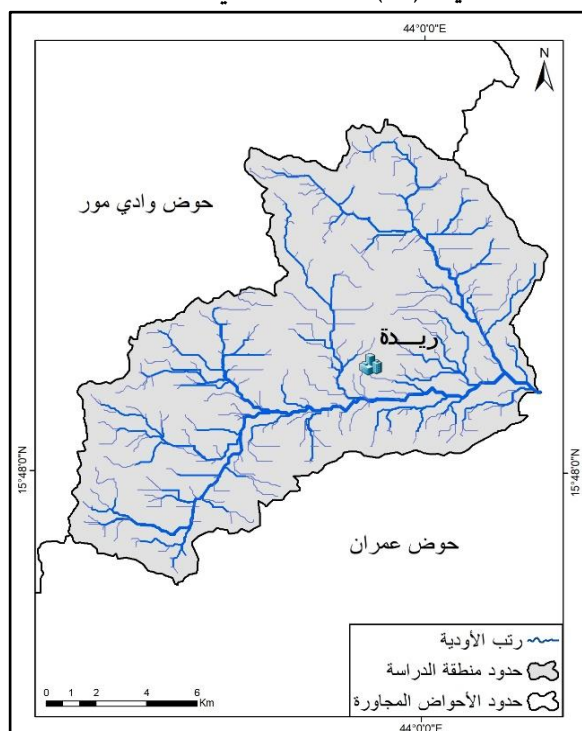 44°0'0"E
N
حوض وادي مور
ريـــدة
15°48'0"N
15°48'0"N
حوض عمران
رتب الأودية
حدود منطقة الدراسة
حدود الأحواض المجاورة
0 1 2 4 6
Km
44°0'0"E